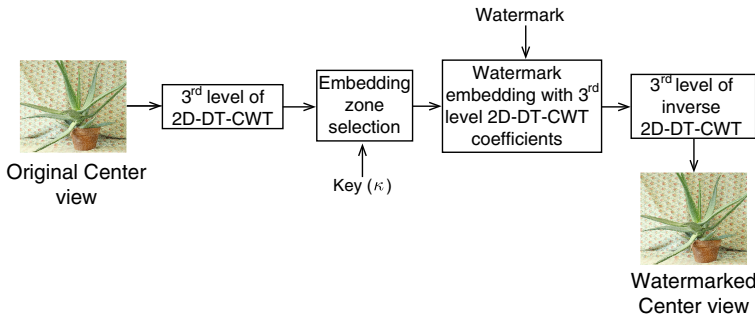 Original Center
view
3rd level of
2D-DT-CWT
Embedding
zone
selection
Key (κ)
Watermark
Watermark
embedding with 3rd
level 2D-DT-CWT
coefficients
3rd level of
inverse
2D-DT-CWT
Watermarked
Center view